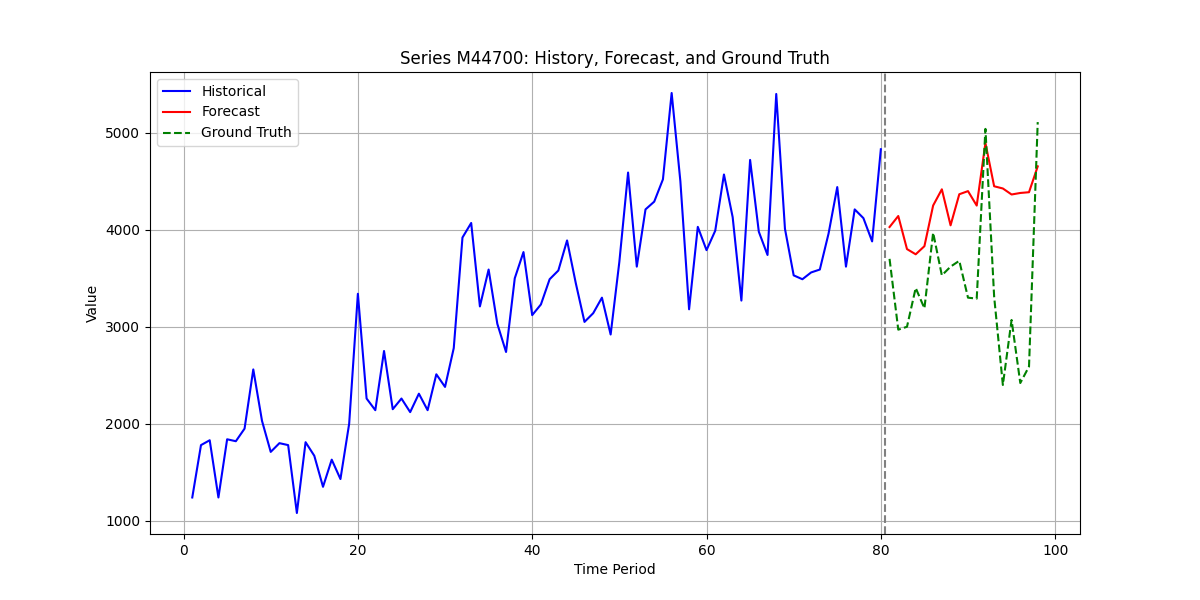 Series M44700: History, Forecast, and Ground Truth
Historical
Forecast
Ground Truth
Value
5000
4000
3000
2000
1000
0 20 40 60 80 100
Time Period